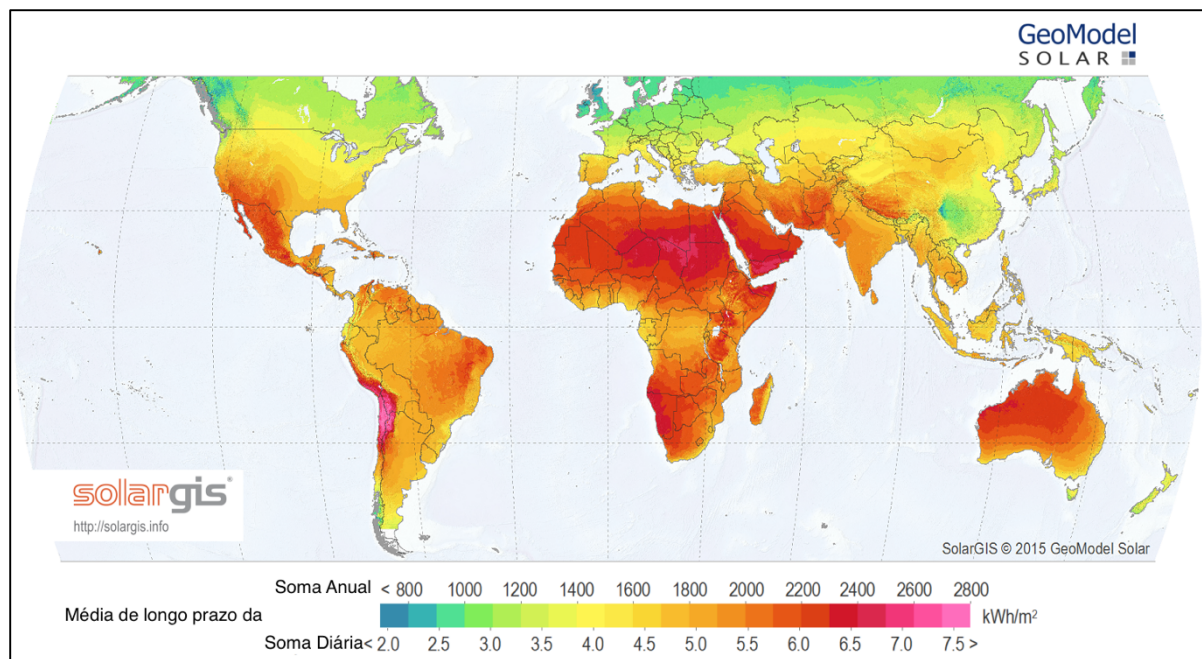 GeoModel
SOLAR
solargis®
http://solargis.info
SolarGIS © 2015 GeoModel Solar
Soma Anual < 800 1000 1200 1400 1600 1800 2000 2200 2400 2600 2800
Média de longo prazo da
kWh/m²
Soma Diária < 2.0 2.5 3.0 3.5 4.0 4.5 5.0 5.5 6.0 6.5 7.0 7.5 >